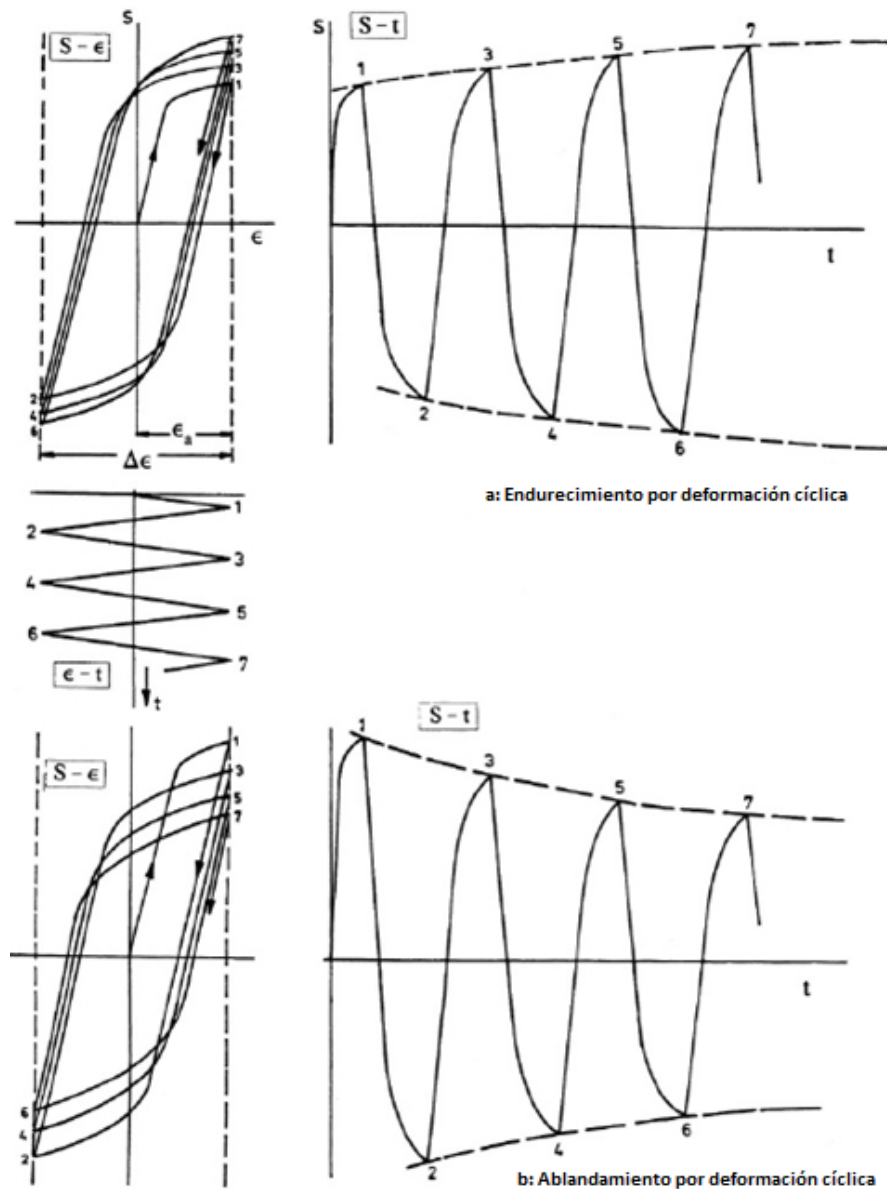 S
S - ϵ
7
5
3
1
ϵ
2
4
6
ϵa
Δϵ
S
S - t
1
3
5
7
t
2
4
6
a: Endurecimiento por deformación cíclica
1
2
3
4
5
6
7
ϵ - t
t
S - ϵ
1
3
5
7
6
4
2
S - t
1
3
5
7
t
2
4
6
b: Ablandamiento por deformación cíclica